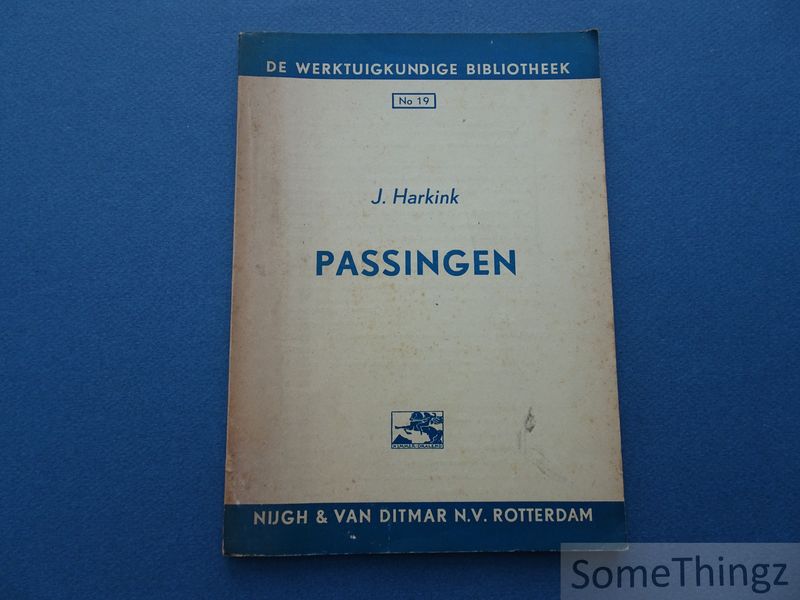 DE WERKTUIGKUNDIGE BIBLIOTHEEK
No 19
J. Harkink
PASSINGEN
NIJGH & VAN DITMAR N.V. ROTTERDAM
SomeThingz